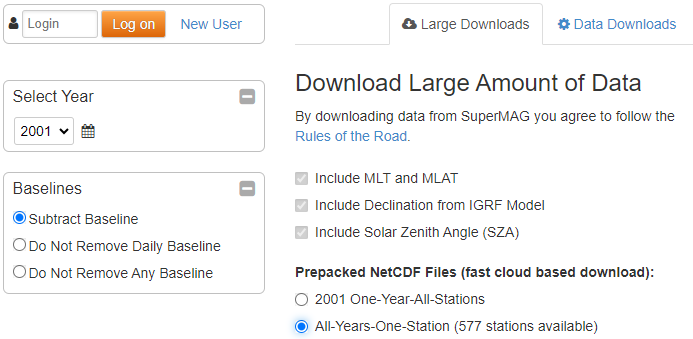 Login
Log on
New User
Large Downloads
Data Downloads
Select Year
2001
Baselines
Subtract Baseline
Do Not Remove Daily Baseline
Do Not Remove Any Baseline
Download Large Amount of Data
By downloading data from SuperMAG you agree to follow the
Rules of the Road.
Include MLT and MLAT
Include Declination from IGRF Model
Include Solar Zenith Angle (SZA)
Prepacked NetCDF Files (fast cloud based download):
2001 One-Year-All-Stations
All-Years-One-Station (577 stations available)